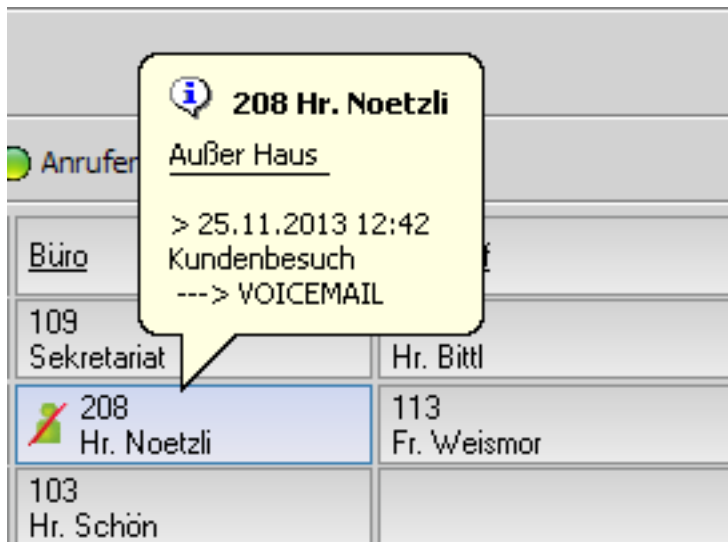 208 Hr. Noetzli
Außer Haus
> 25.11.2013 12:42
Kundenbesuch
---> VOICEMAIL
Anrufen
Büro
109
Sekretariat
Hr. Bittl
208
Hr. Noetzli
113
Fr. Weismor
103
Hr. Schön